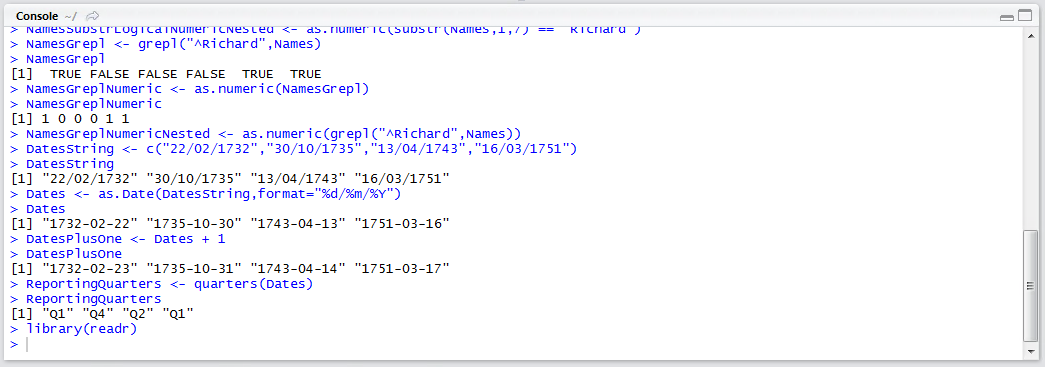 Console ~/
> NamesSubstrLogicalNumericNested <- as.numeric(substr(Names,1,7) == "Richard")
> NamesGrepl <- grepl("^Richard",Names)
> NamesGrepl
[1]  TRUE FALSE FALSE FALSE  TRUE  TRUE
> NamesGreplNumeric <- as.numeric(NamesGrepl)
> NamesGreplNumeric
[1] 1 0 0 0 1 1
> NamesGreplNumericNested <- as.numeric(grepl("^Richard",Names))
> DatesString <- c("22/02/1732","30/10/1735","13/04/1743","16/03/1751")
> DatesString
[1] "22/02/1732" "30/10/1735" "13/04/1743" "16/03/1751"
> Dates <- as.Date(DatesString,format="%d/%m/%Y")
> Dates
[1] "1732-02-22" "1735-10-30" "1743-04-13" "1751-03-16"
> DatesPlusOne <- Dates + 1
> DatesPlusOne
[1] "1732-02-23" "1735-10-31" "1743-04-14" "1751-03-17"
> ReportingQuarters <- quarters(Dates)
> ReportingQuarters
[1] "Q1" "Q4" "Q2" "Q1"
> library(readr)
>